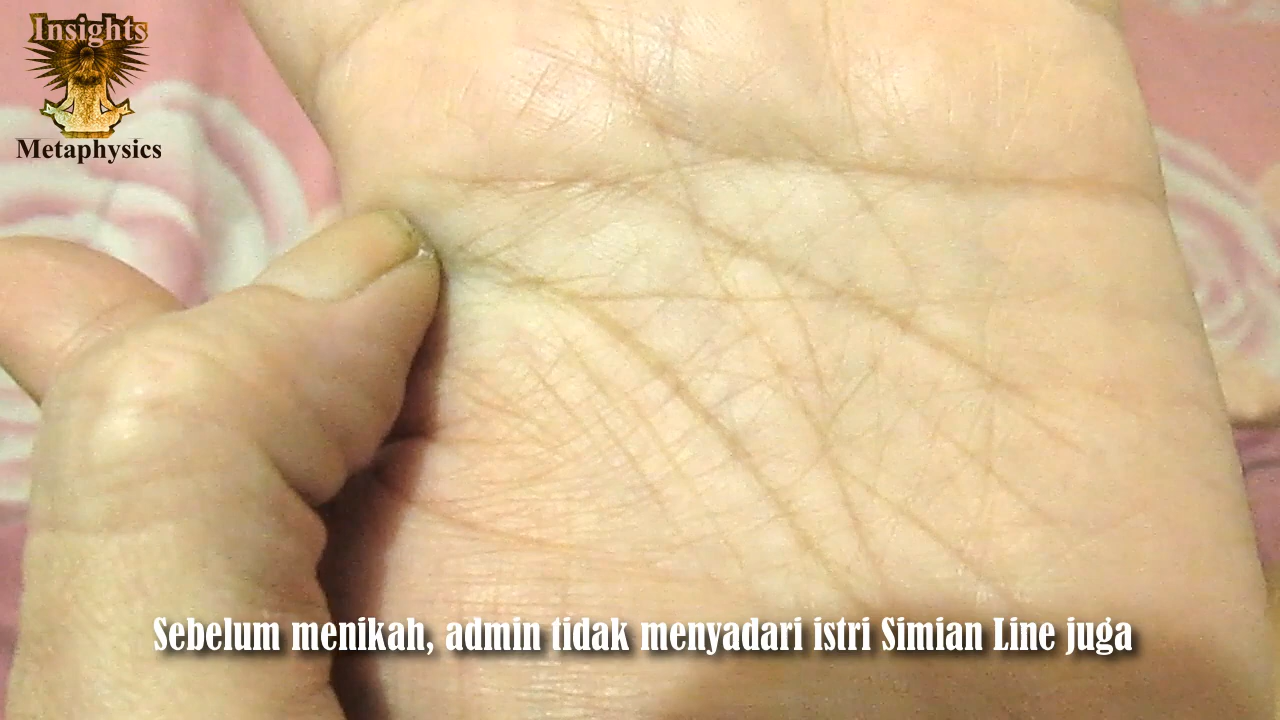 Insights
Metaphysics
Sebelum menikah, admin tidak menyadari istri Simian Line juga